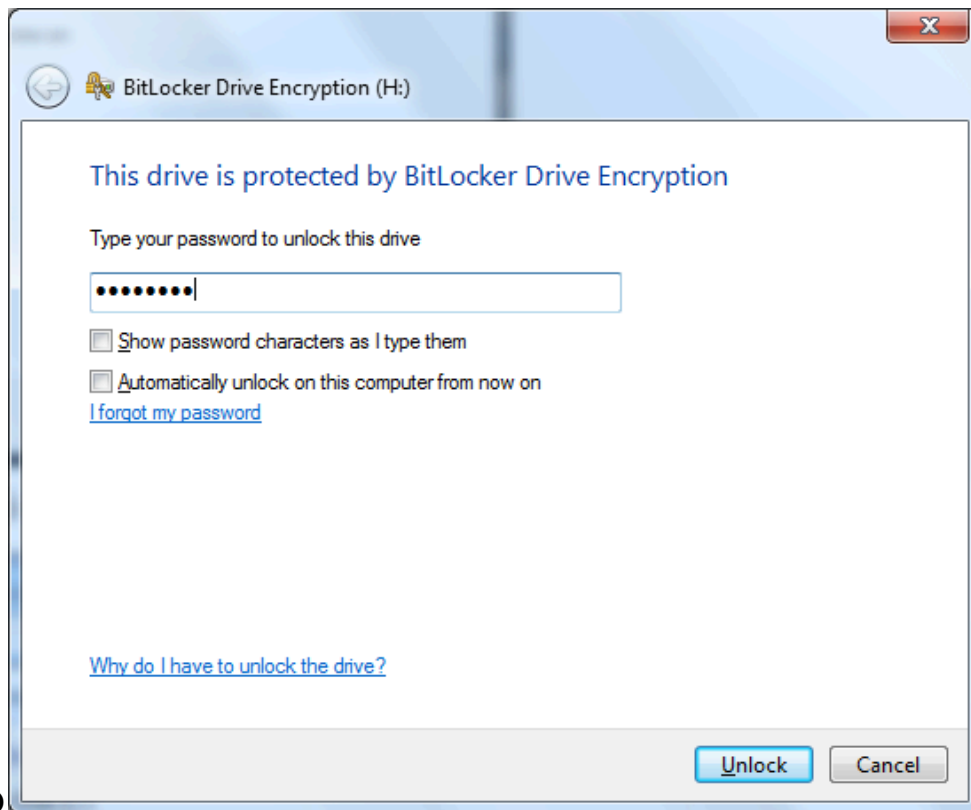 BitLocker Drive Encryption (H:)
This drive is protected by BitLocker Drive Encryption
Type your password to unlock this drive
••••••••
Show password characters as I type them
Automatically unlock on this computer from now on
I forgot my password
Why do I have to unlock the drive?
Unlock Cancel